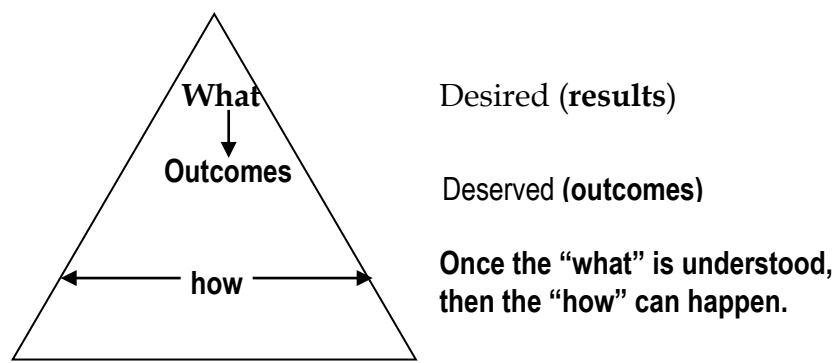 What
Desired (results)
Outcomes
Deserved (outcomes)
how
Once the “what” is understood,
then the “how” can happen.